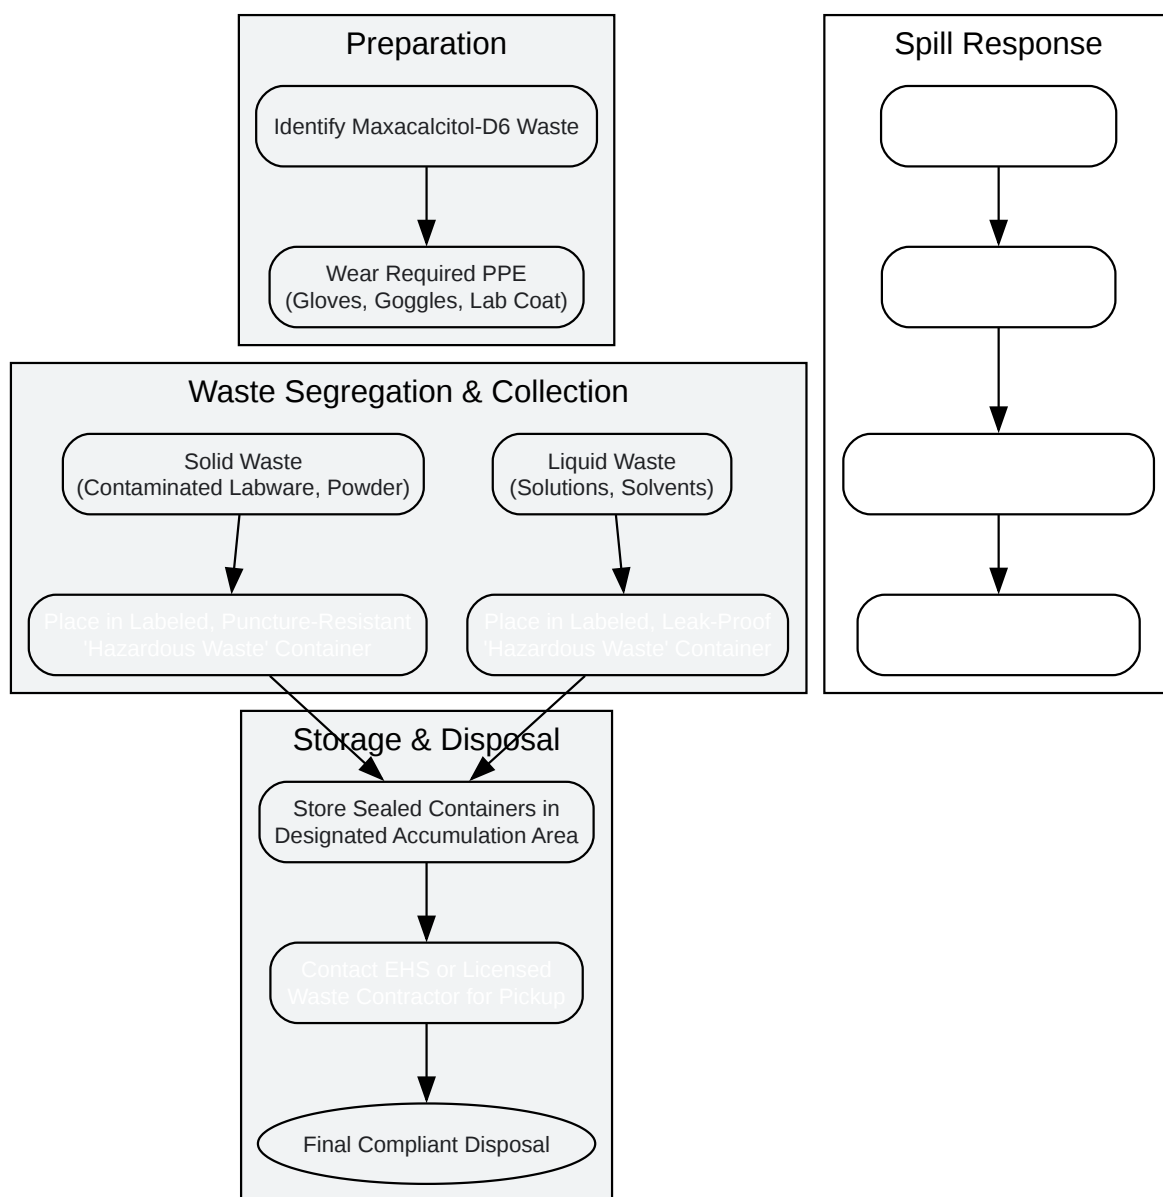 Preparation
Identify Maxacalcitol-D6 Waste
Wear Required PPE
(Gloves, Goggles, Lab Coat)
Waste Segregation & Collection
Solid Waste
(Contaminated Labware, Powder)
Liquid Waste
(Solutions, Solvents)
Place in Labeled, Puncture-Resistant
'Hazardous Waste' Container
Place in Labeled, Leak-Proof
'Hazardous Waste' Container
Storage & Disposal
Store Sealed Containers in
Designated Accumulation Area
Contact EHS or Licensed
Waste Contractor for Pickup
Final Compliant Disposal
Spill Response